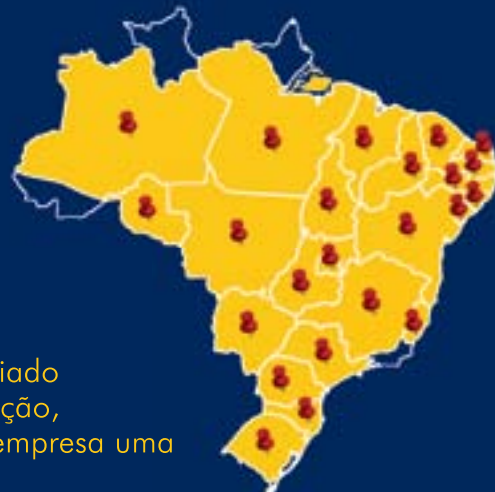 iado
ção,
empresa uma